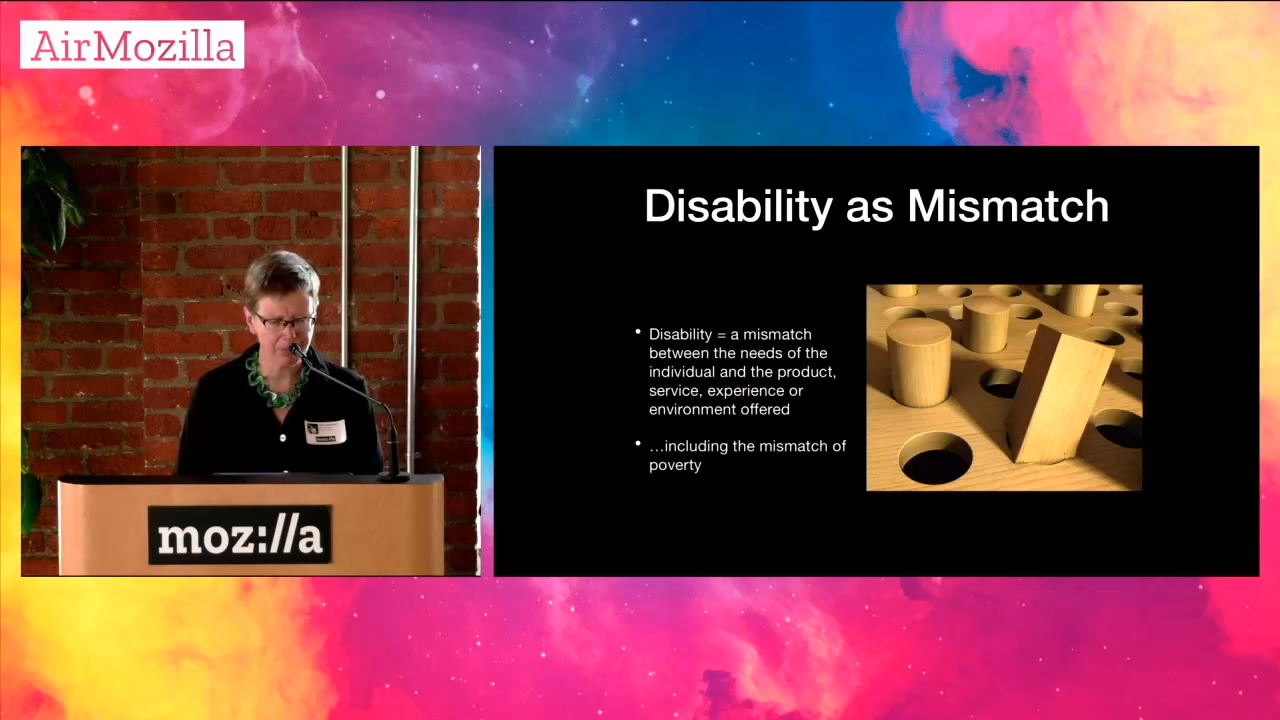 AirMozilla
Disability as Mismatch
• Disability = a mismatch
between the needs of the
individual and the product,
service, experience or
environment offered
• …including the mismatch of
poverty
moz://a